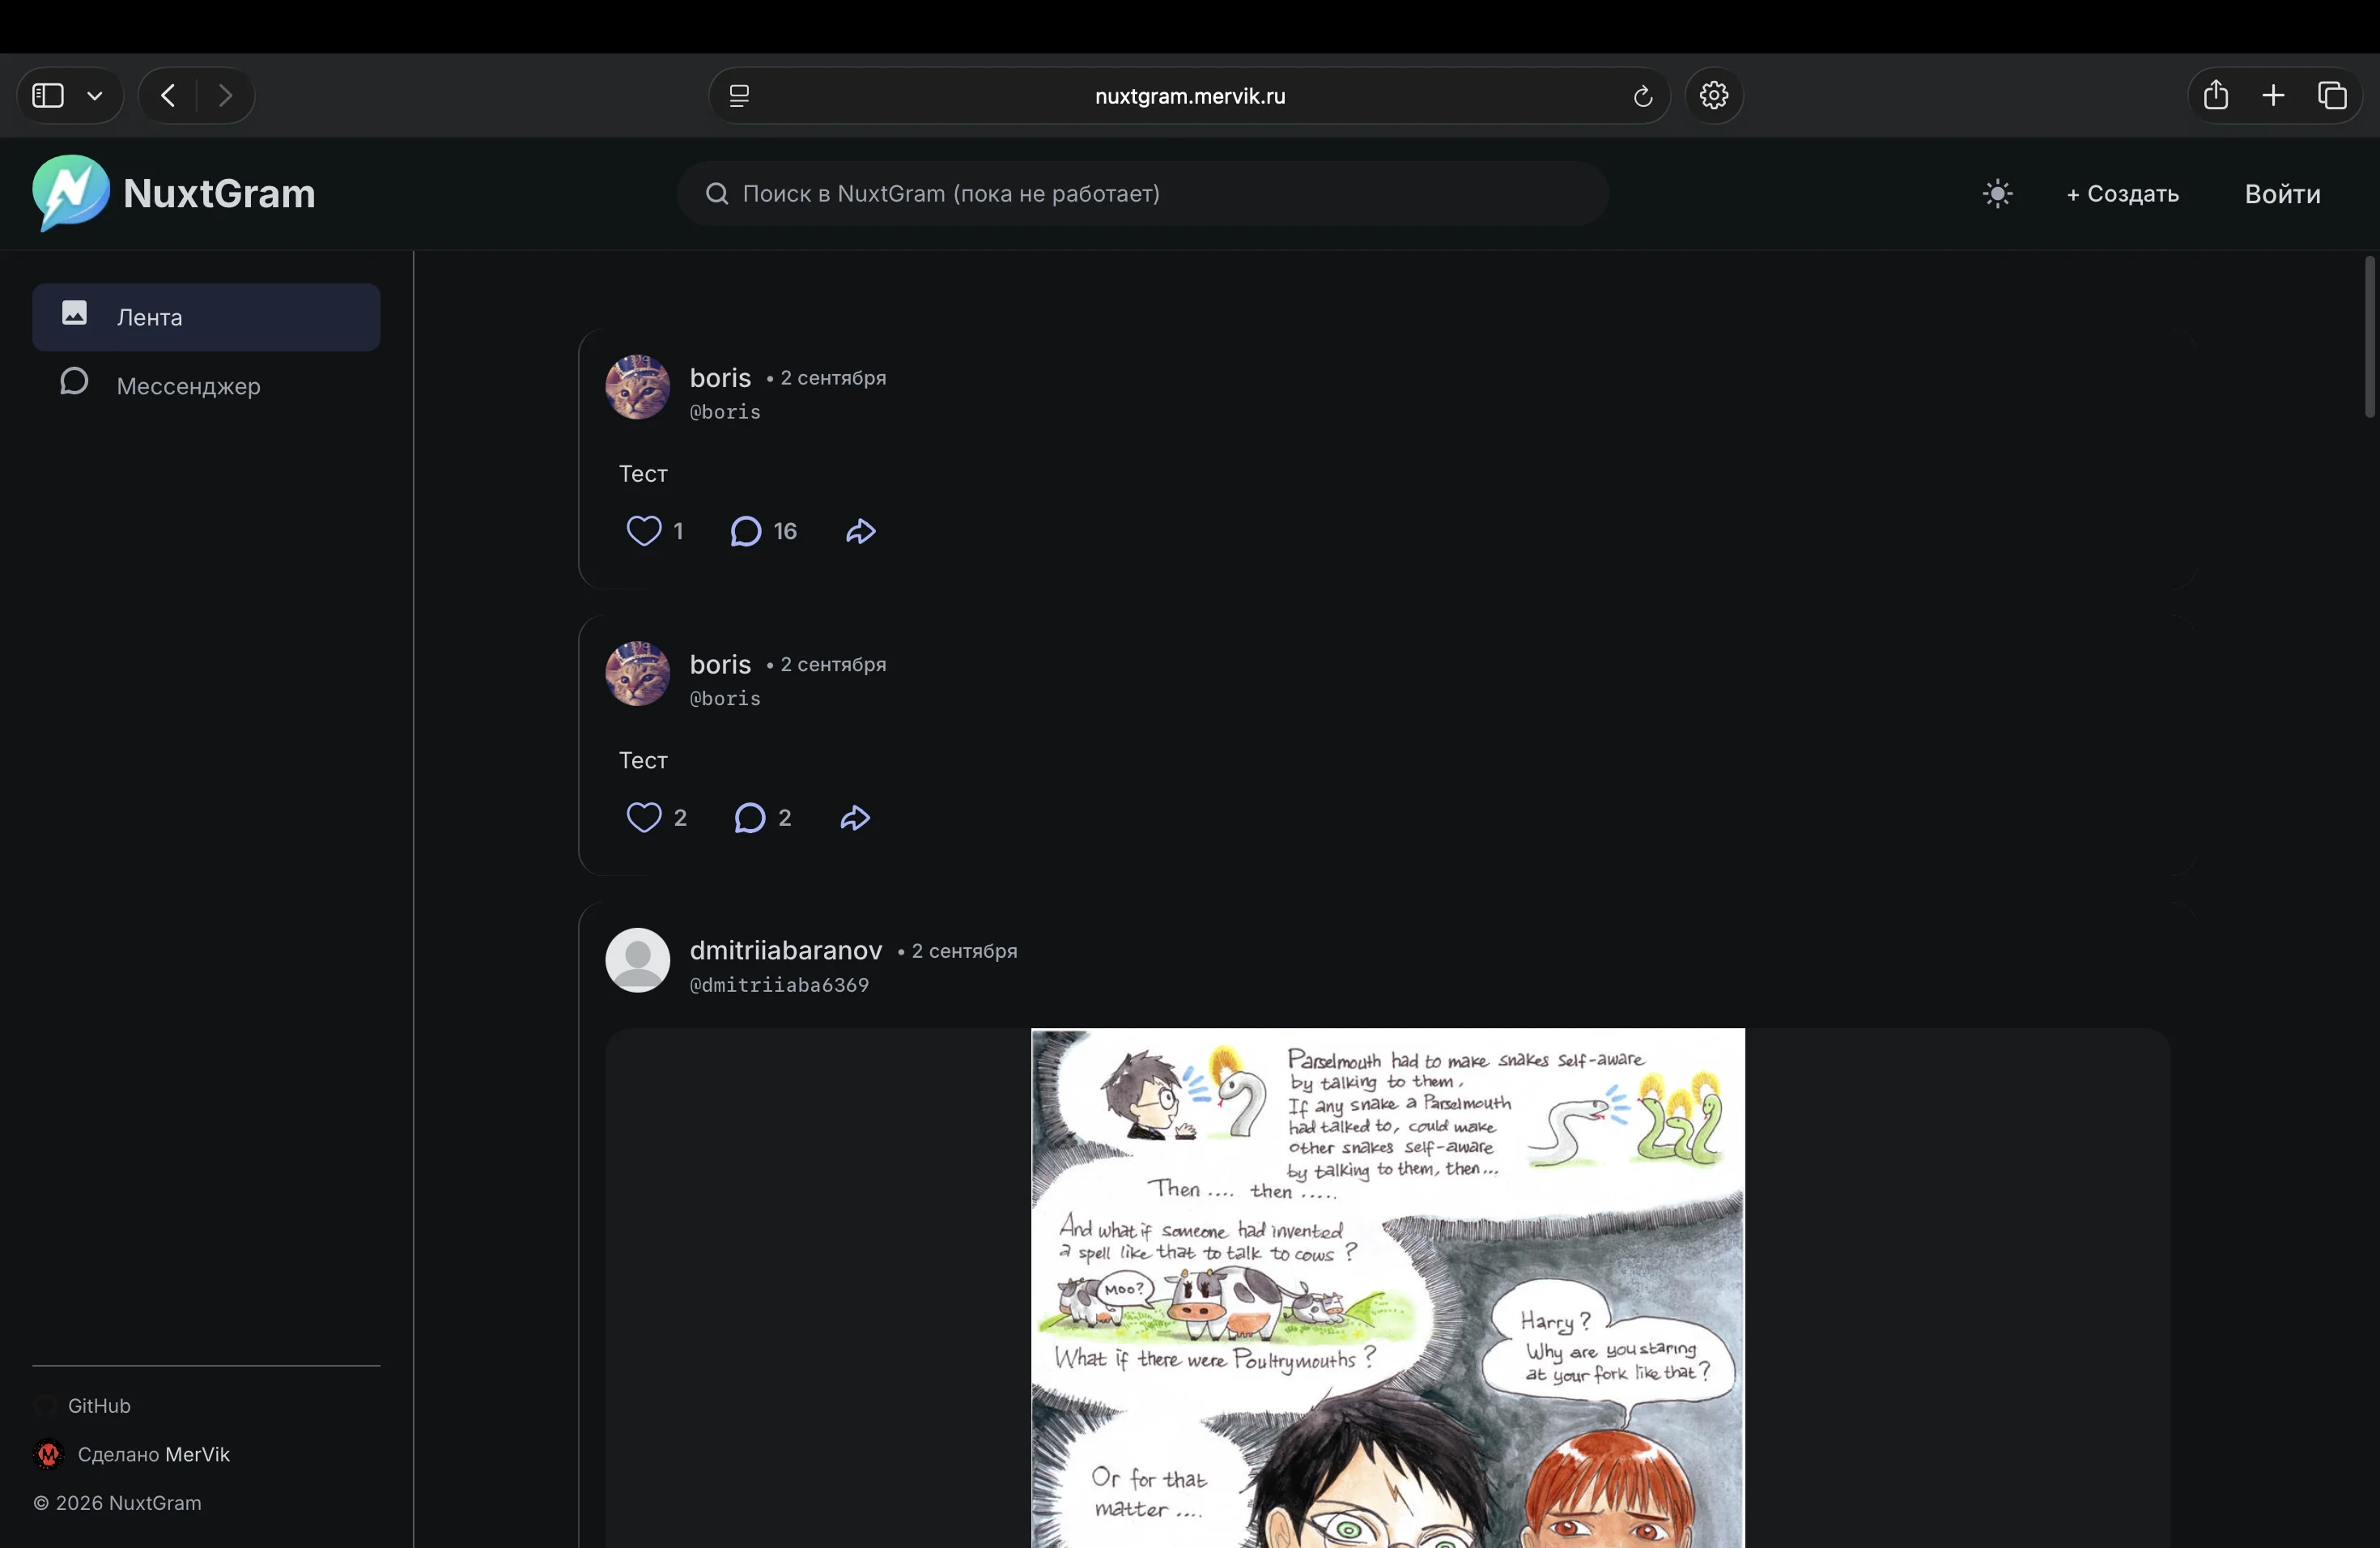 nuxtgram.mervik.ru
NuxtGram
Поиск в NuxtGram (пока не работает)
+ Создать
Войти
Лента
Мессенджер
boris • 2 сентября
@boris
Тест
1 16
boris • 2 сентября
@boris
Тест
2 2
dmitriiabaranov • 2 сентября
@dmitriiaba6369
Parselmouth had to make snakes self-aware
by talking to them,
If any snake a Parselmouth
had talked to, could make
other snakes self-aware
by talking to them, then...
Then .... then .....
And what if someone had invented
a spell like that to talk to cows ?
Moo?
What if there were Poultrymouths ?
Harry ?
Why are you staring
at your fork like that ?
Or for that
matter ....
GitHub
Сделано MerVik
© 2026 NuxtGram